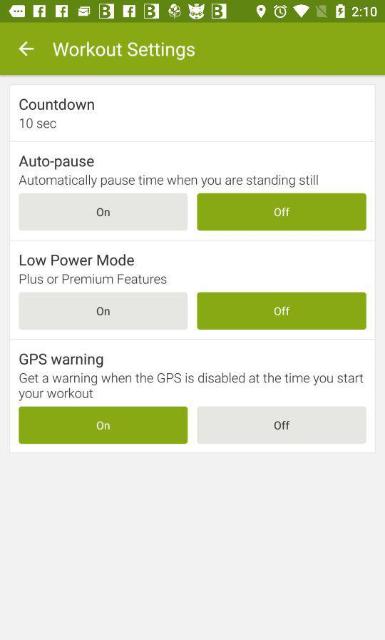 2:10
Workout Settings
Countdown
10 sec
Auto-pause
Automatically pause time when you are standing still
On Off
Low Power Mode
Plus or Premium Features
On Off
GPS warning
Get a warning when the GPS is disabled at the time you start
your workout
On Off